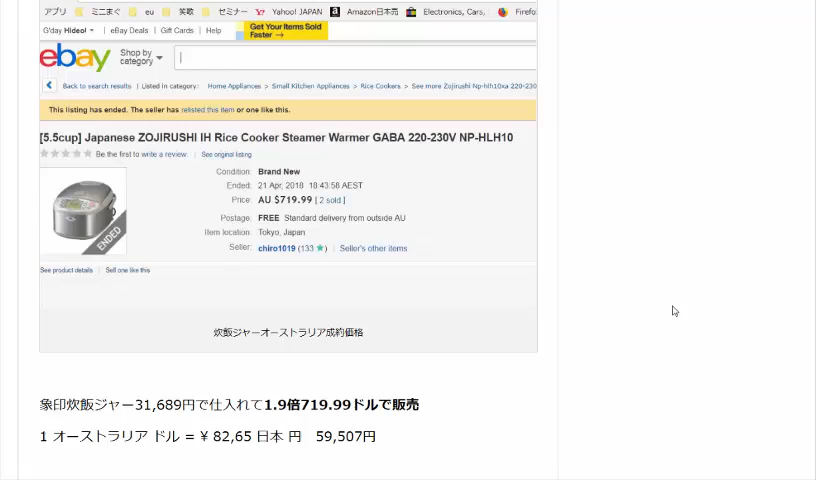 アプリ ミニまぐ eu 笑歌 ゼミナー Yahoo! JAPAN Amazon日本売 Electronics, Cars, Firefo
G'day Hideo! | eBay Deals | Gift Cards | Help
Get Your Items Sold
Faster →
ebay
Shop by
category
Back to search results | Listed in category: Home Appliances > Small Kitchen Appliances > Rice Cookers > See more Zojirushi Np-hlh10xa 220-230
This listing has ended. The seller has relisted this item or one like this.
[5.5cup] Japanese ZOJIRUSHI IH Rice Cooker Steamer Warmer GABA 220-230V NP-HLH10
Be the first to write a review. | See original listing
Condition: Brand New
Ended: 21 Apr, 2018 18:43:58 AEST
Price: AU $719.99 [ 2 sold ]
Postage: FREE Standard delivery from outside AU
Item location: Tokyo, Japan
Seller: chiro1019 (133 ★) | Seller's other items
ENDED
See product details | Sell one like this
炊飯ジャーオーストラリア成約価格
象印炊飯ジャー31,689円で仕入れて1.9倍719.99ドルで販売
1 オーストラリア ドル = ¥ 82,65 日本 円 59,507円